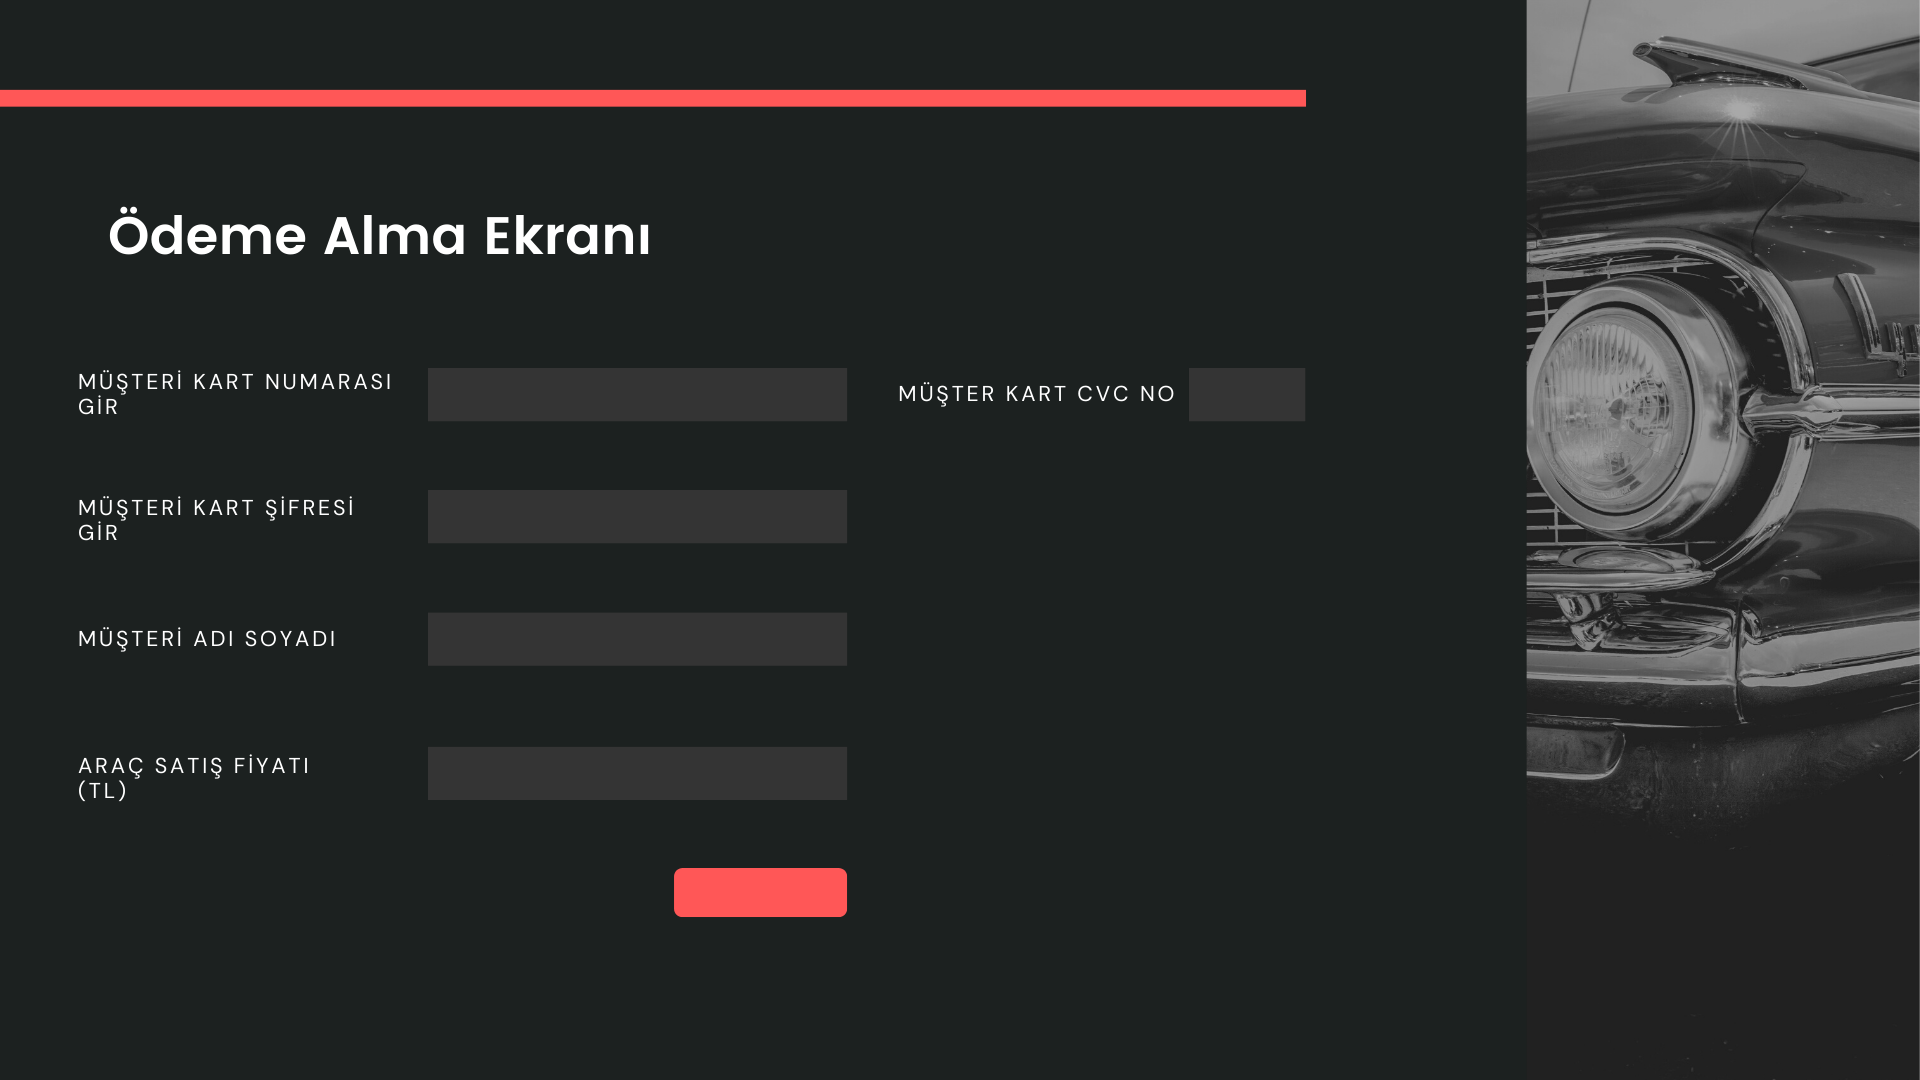 Ödeme Alma Ekranı
MÜŞTERİ KART NUMARASI
GİR
MÜŞTER KART CVC NO
MÜŞTERİ KART ŞİFRESİ
GİR
MÜŞTERİ ADI SOYADI
ARAÇ SATIŞ FİYATI
(TL)